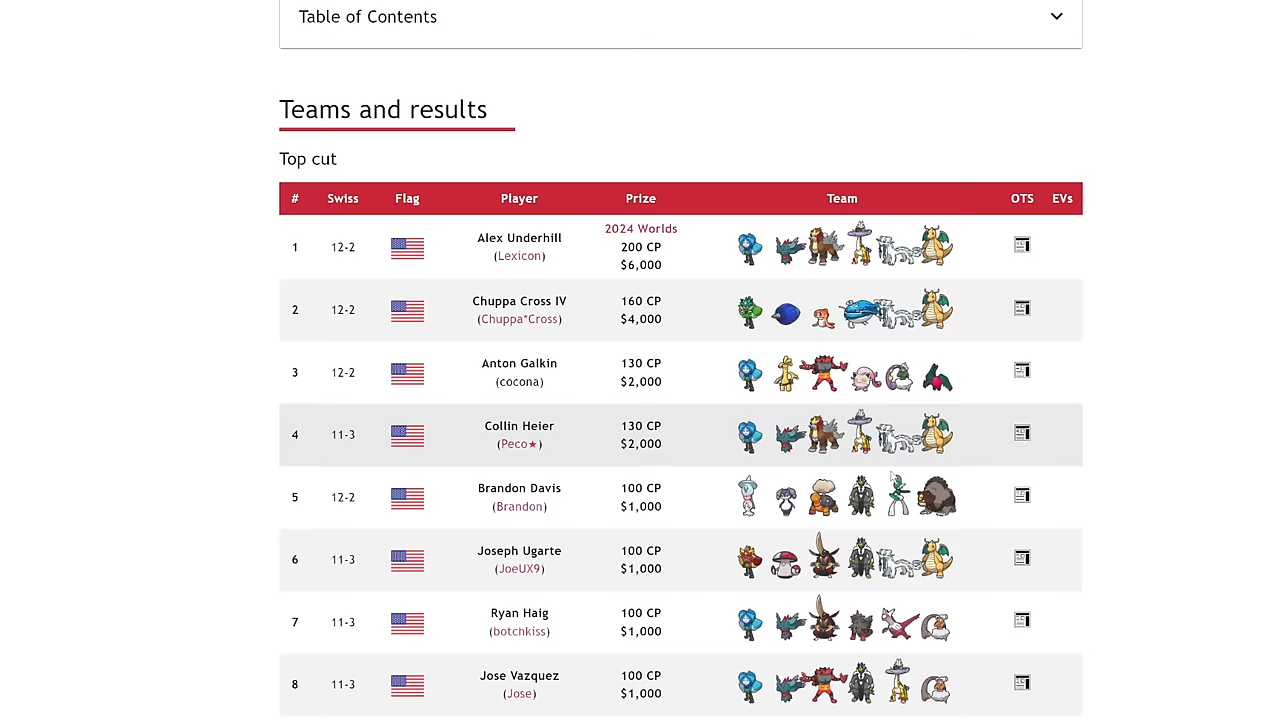 Table of Contents
Teams and results
Top cut
# Swiss Flag Player Prize Team OTS EVs
1 12-2 Alex Underhill (Lexicon) 2024 Worlds 200 CP $6,000
2 12-2 Chuppa Cross IV (Chuppa*Cross) 160 CP $4,000
3 12-2 Anton Galkin (cocona) 130 CP $2,000
4 11-3 Collin Heier (Peco★) 130 CP $2,000
5 12-2 Brandon Davis (Brandon) 100 CP $1,000
6 11-3 Joseph Ugarte (JoeUX9) 100 CP $1,000
7 11-3 Ryan Haig (botchkiss) 100 CP $1,000
8 11-3 Jose Vazquez (Jose) 100 CP $1,000